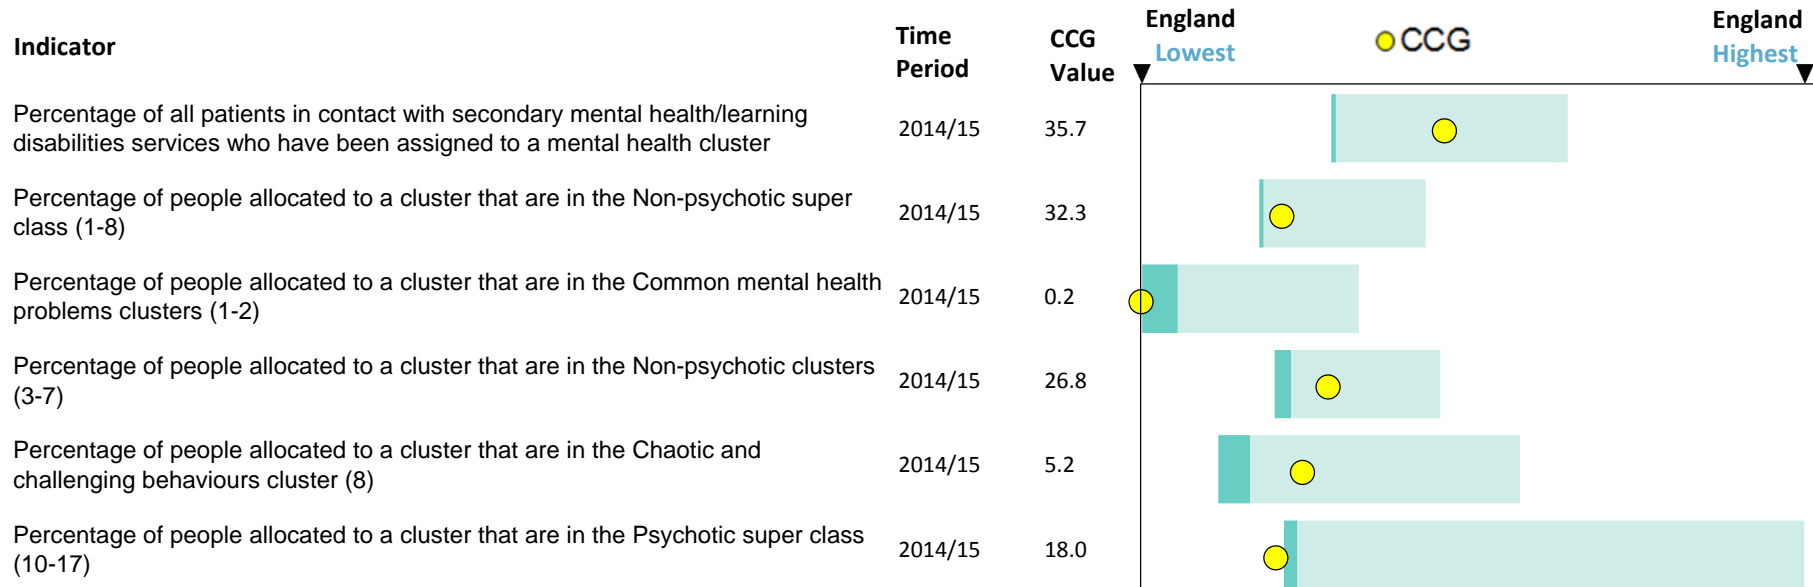 Indicator
Time
Period
CCG
Value
England
Lowest
CCG
England
Highest
Percentage of all patients in contact with secondary mental health/learning
disabilities services who have been assigned to a mental health cluster
2014/15
35.7
Percentage of people allocated to a cluster that are in the Non-psychotic super
class (1-8)
2014/15
32.3
Percentage of people allocated to a cluster that are in the Common mental health
problems clusters (1-2)
2014/15
0.2
Percentage of people allocated to a cluster that are in the Non-psychotic clusters
(3-7)
2014/15
26.8
Percentage of people allocated to a cluster that are in the Chaotic and
challenging behaviours cluster (8)
2014/15
5.2
Percentage of people allocated to a cluster that are in the Psychotic super class
(10-17)
2014/15
18.0